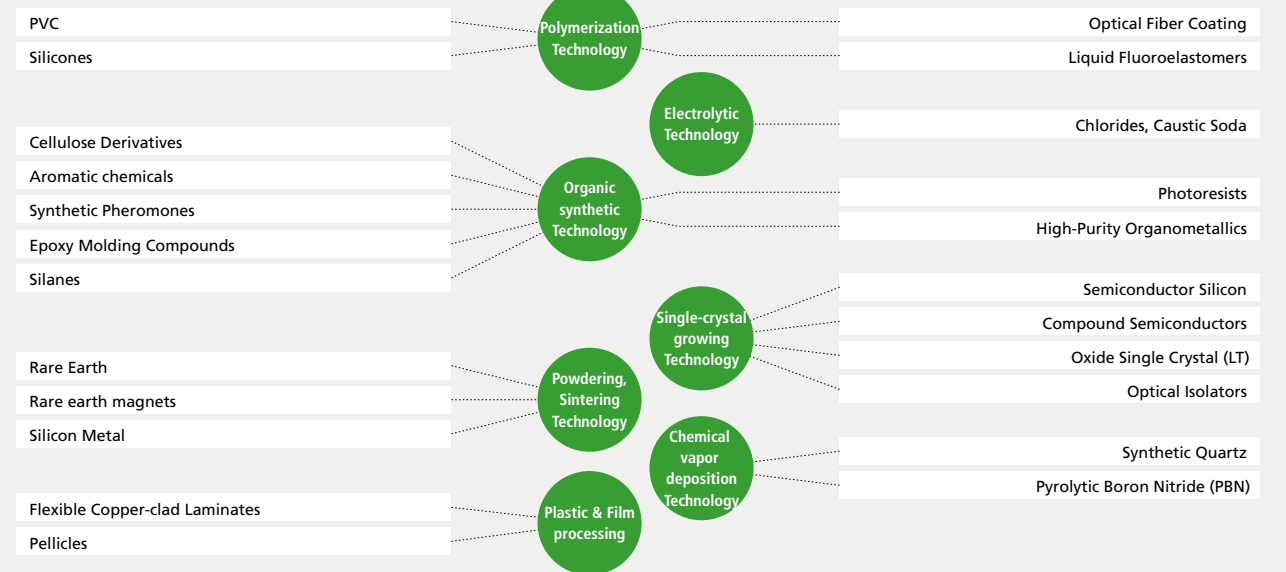 PVC
Silicones
Polymerization
Technology
Optical Fiber Coating
Liquid Fluoroelastomers
Electrolytic
Technology
Chlorides, Caustic Soda
Cellulose Derivatives
Aromatic chemicals
Synthetic Pheromones
Epoxy Molding Compounds
Silanes
Organic
synthetic
Technology
Photoresists
High-Purity Organometallics
Single-crystal
growing
Technology
Semiconductor Silicon
Compound Semiconductors
Oxide Single Crystal (LT)
Optical Isolators
Rare Earth
Rare earth magnets
Silicon Metal
Powdering,
Sintering
Technology
Chemical
vapor
deposition
Technology
Synthetic Quartz
Pyrolytic Boron Nitride (PBN)
Flexible Copper-clad Laminates
Pellicles
Plastic & Film
processing